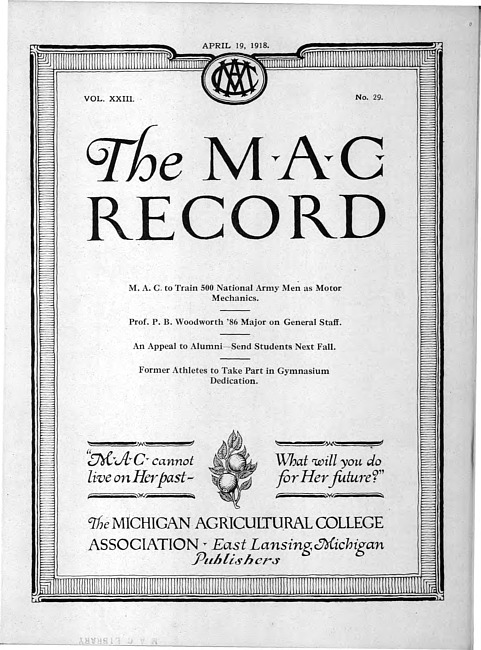 APRIL 19, 1918.
MAC
VOL. XXIII.
No. 29.
The M·A·C
RECORD
M. A. C. to Train 500 National Army Men as Motor
Mechanics.
Prof. P. B. Woodworth '86 Major on General Staff.
An Appeal to Alumni—Send Students Next Fall.
Former Athletes to Take Part in Gymnasium
Dedication.
"M·A·C· cannot
live on Her past—
What will you do
for Her future?"
The MICHIGAN AGRICULTURAL COLLEGE
ASSOCIATION · East Lansing, Michigan
Publishers
M A C LIBRARY